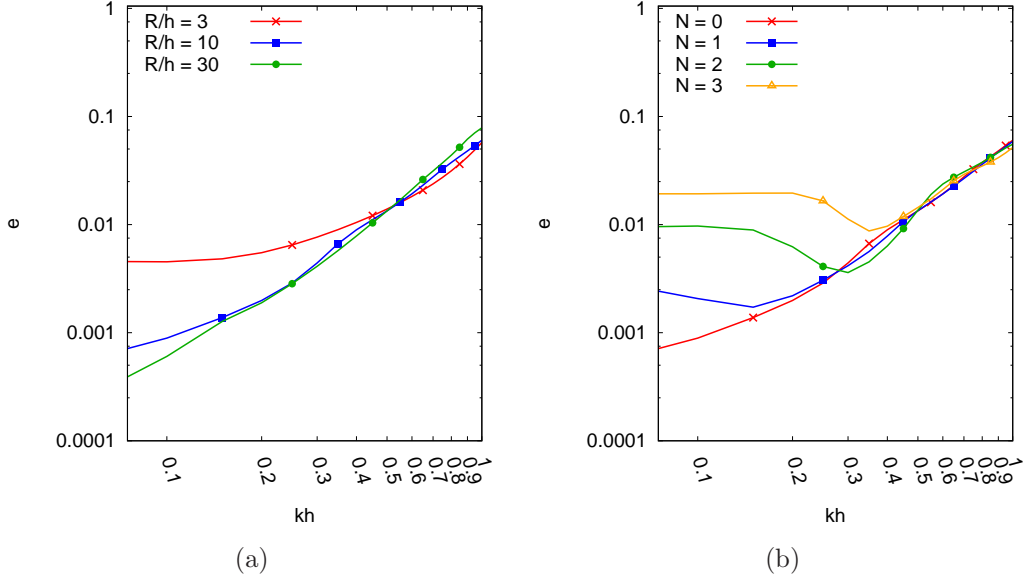 R/h = 3
R/h = 10
R/h = 30
1
0.1
0.01
0.001
0.0001
e
0.1 0.2 0.3 0.4 0.5 0.6 0.7 0.8 0.9 1
kh
(a)
N = 0
N = 1
N = 2
N = 3
1
0.1
0.01
0.001
0.0001
e
0.1 0.2 0.3 0.4 0.5 0.6 0.7 0.8 0.9 1
kh
(b)